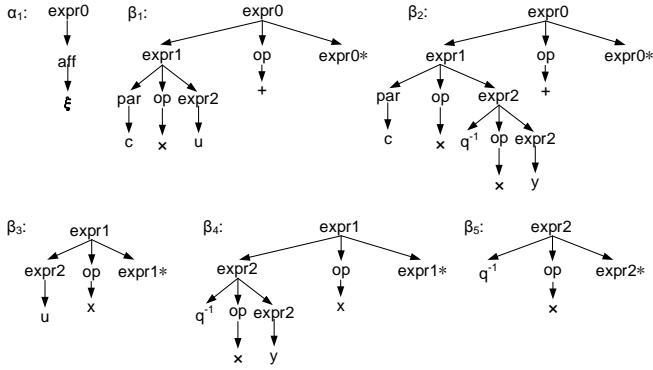 α₁: expr0 β₁: expr0 β₂: expr0
aff expr1 op expr0* expr1 op expr0*
ξ par op expr2 + par op expr2 +
c × u c × q⁻¹ op expr2
× y
β₃: expr1 β₄: expr1 β₅: expr2
expr2 op expr1* expr2 op expr1* q⁻¹ op expr2*
u x q⁻¹ op expr2 x ×
× y